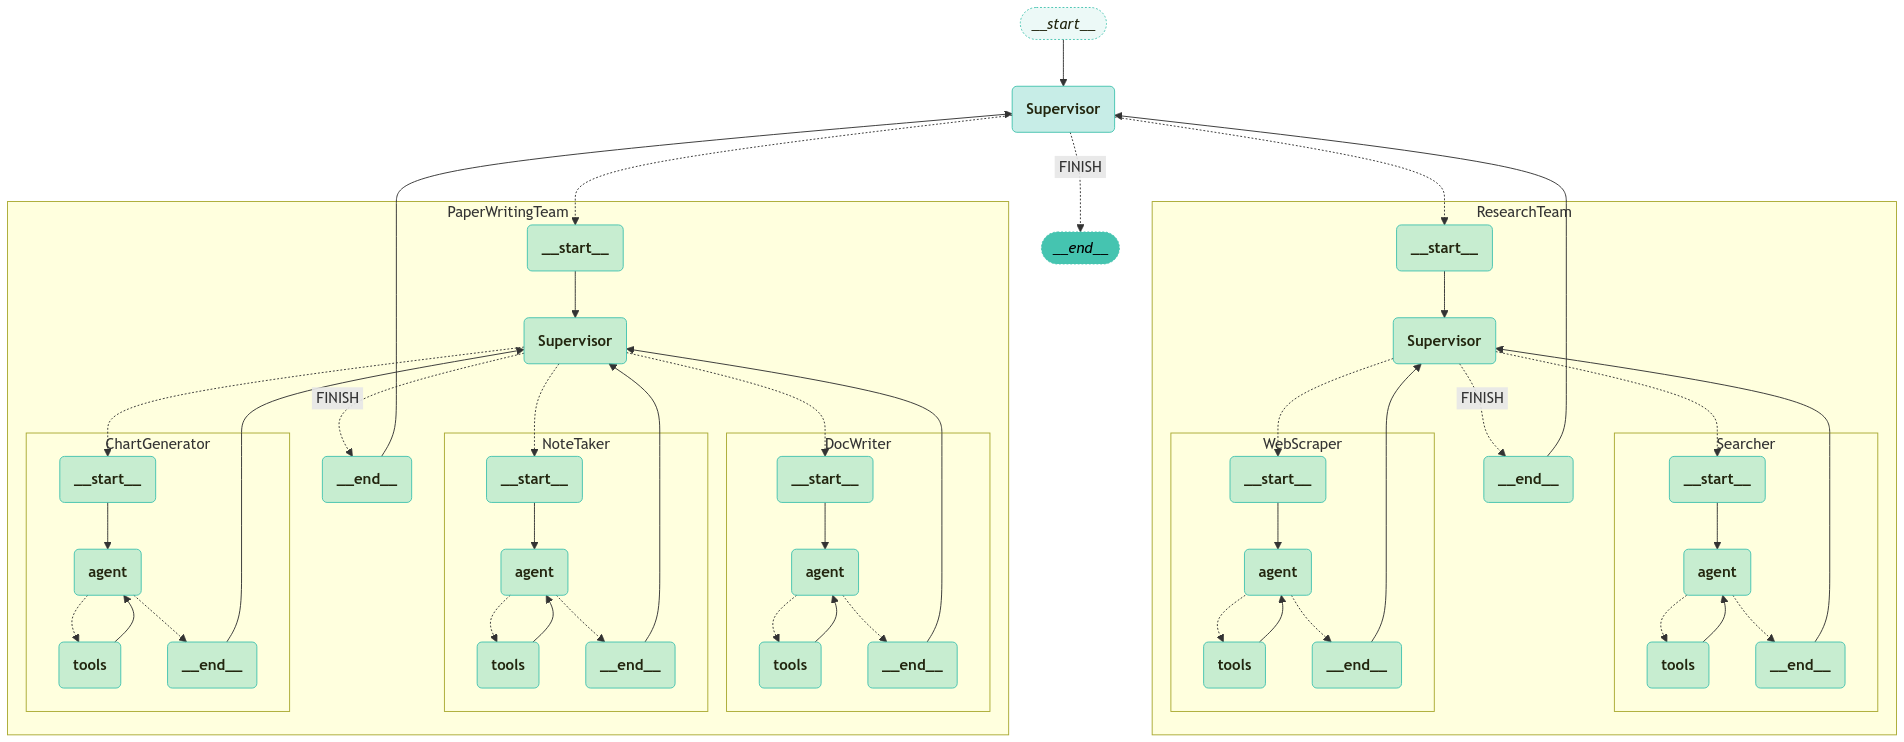 __start__
Supervisor
FINISH
__end__
PaperWritingTeam
__start__
Supervisor
FINISH
ChartGenerator
__start__
agent
tools
__end__
__end__
NoteTaker
__start__
agent
tools
__end__
DocWriter
__start__
agent
tools
__end__
ResearchTeam
__start__
Supervisor
FINISH
WebScraper
__start__
agent
tools
__end__
__end__
Searcher
__start__
agent
tools
__end__